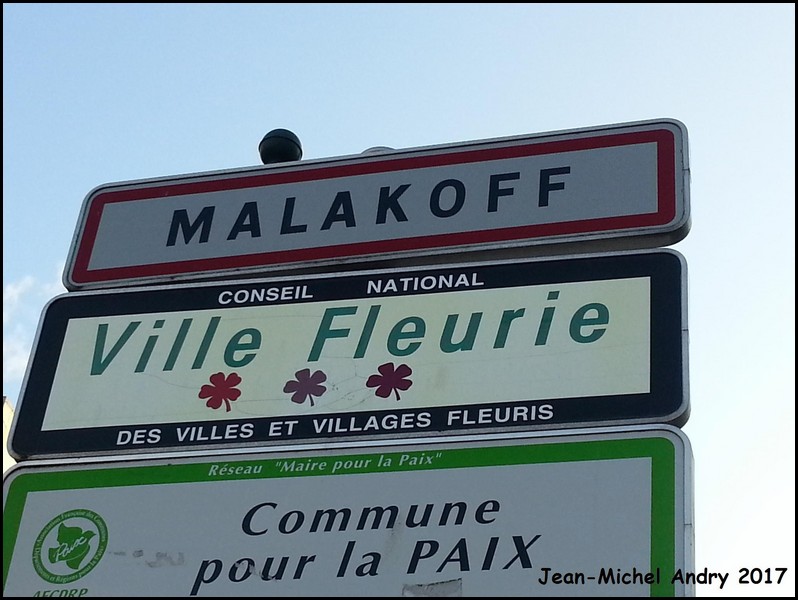 MALAKOFF
CONSEIL NATIONAL
Ville Fleurie
DES VILLES ET VILLAGES FLEURIS
Réseau "Maire pour la Paix"
Commune
pour la PAIX
Paix
AFCDRP
Jean-Michel Andry 2017